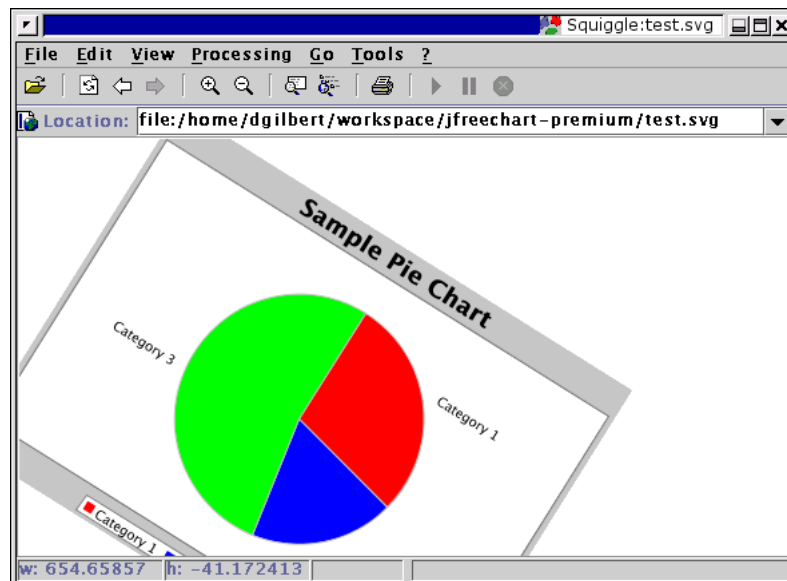 Squiggle:test.svg
File Edit View Processing Go Tools ?
Location: file:/home/dgilbert/workspace/jfreechart-premium/test.svg
Sample Pie Chart
Category 3
Category 1
Category 1
w: 654.65857 h: -41.172413